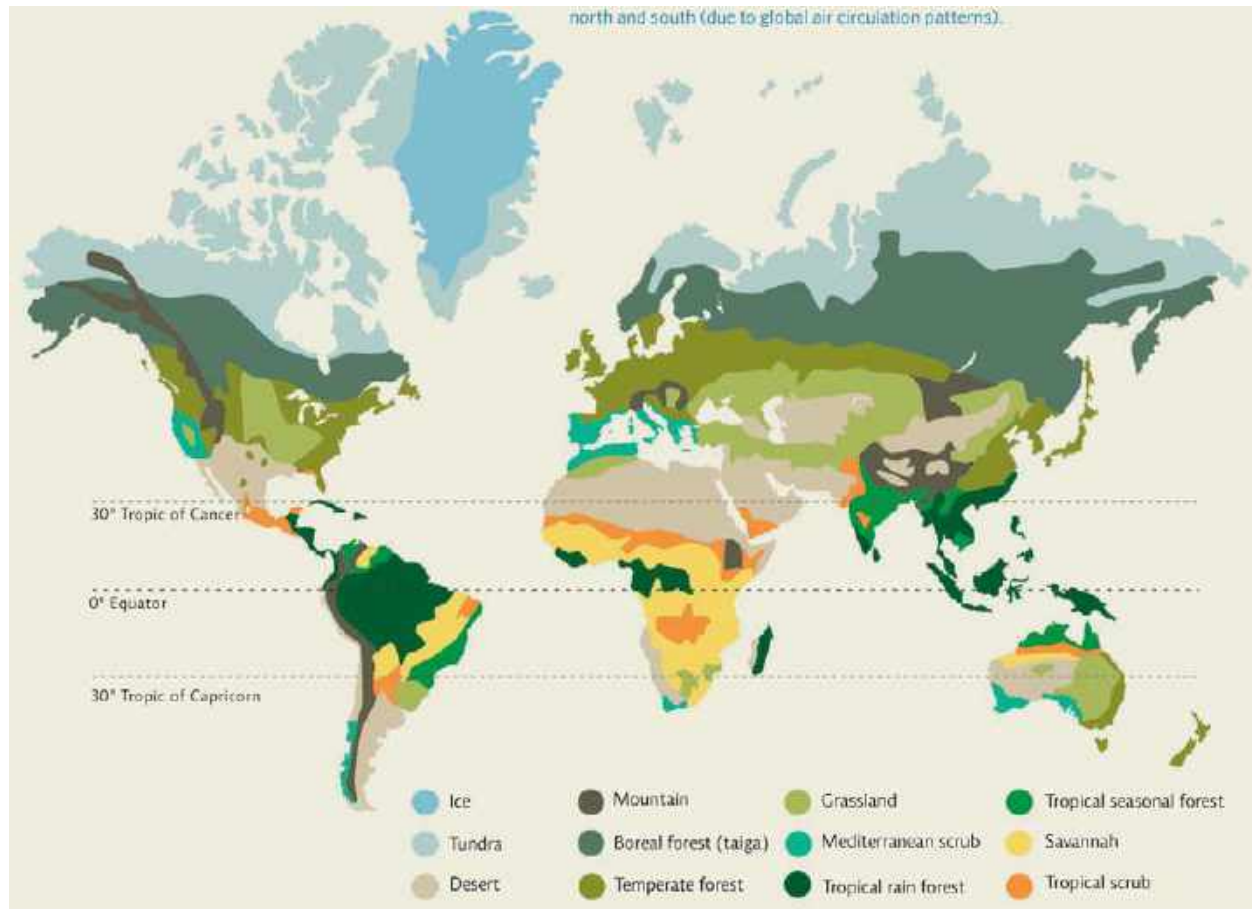 north and south (due to global air circulation patterns).
30° Tropic of Cancer
0° Equator
30° Tropic of Capricorn
Ice
Mountain
Grassland
Tropical seasonal forest
Tundra
Boreal forest (taiga)
Mediterranean scrub
Savannah
Desert
Temperate forest
Tropical rain forest
Tropical scrub